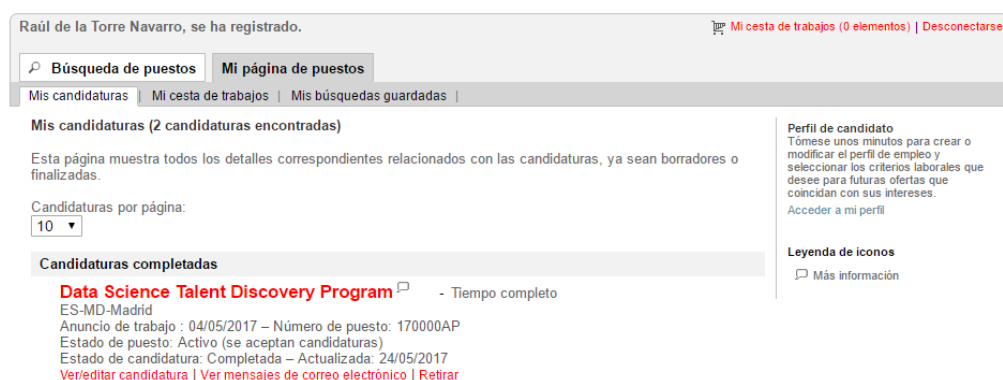 Raúl de la Torre Navarro, se ha registrado.
Mi cesta de trabajos (0 elementos) | Desconectarse
Búsqueda de puestos
Mi página de puestos
Mis candidaturas | Mi cesta de trabajos | Mis búsquedas guardadas |
Mis candidaturas (2 candidaturas encontradas)
Esta página muestra todos los detalles correspondientes relacionados con las candidaturas, ya sean borradores o
finalizadas.
Candidaturas por página:
10
Candidaturas completadas
Data Science Talent Discovery Program - Tiempo completo
ES-MD-Madrid
Anuncio de trabajo : 04/05/2017 – Número de puesto: 170000AP
Estado de puesto: Activo (se aceptan candidaturas)
Estado de candidatura: Completada – Actualizada: 24/05/2017
Ver/editar candidatura | Ver mensajes de correo electrónico | Retirar
Perfil de candidato
Tómese unos minutos para crear o
modificar el perfil de empleo y
seleccionar los criterios laborales que
desee para futuras ofertas que
coincidan con sus intereses.
Acceder a mi perfil
Leyenda de iconos
Más información